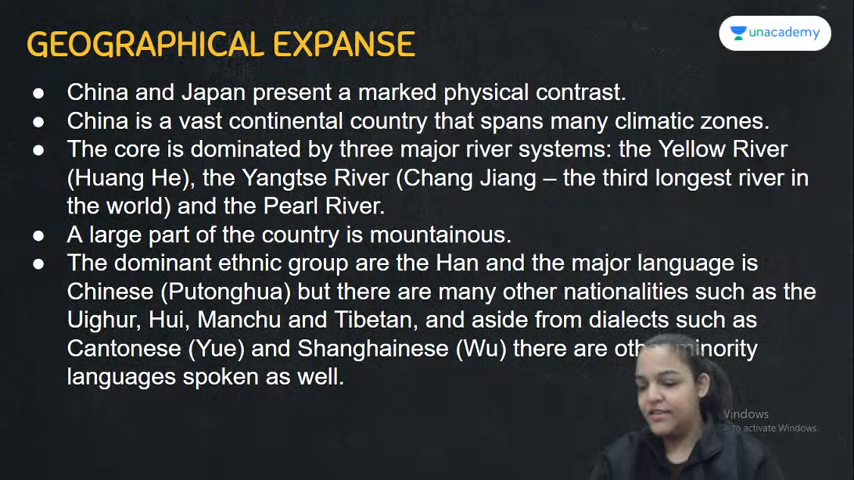 GEOGRAPHICAL EXPANSE
unacademy
● China and Japan present a marked physical contrast.
● China is a vast continental country that spans many climatic zones.
● The core is dominated by three major river systems: the Yellow River
(Huang He), the Yangtse River (Chang Jiang – the third longest river in
the world) and the Pearl River.
● A large part of the country is mountainous.
● The dominant ethnic group are the Han and the major language is
Chinese (Putonghua) but there are many other nationalities such as the
Uighur, Hui, Manchu and Tibetan, and aside from dialects such as
Cantonese (Yue) and Shanghainese (Wu) there are other minority
languages spoken as well.
Windows
to activate Windows.